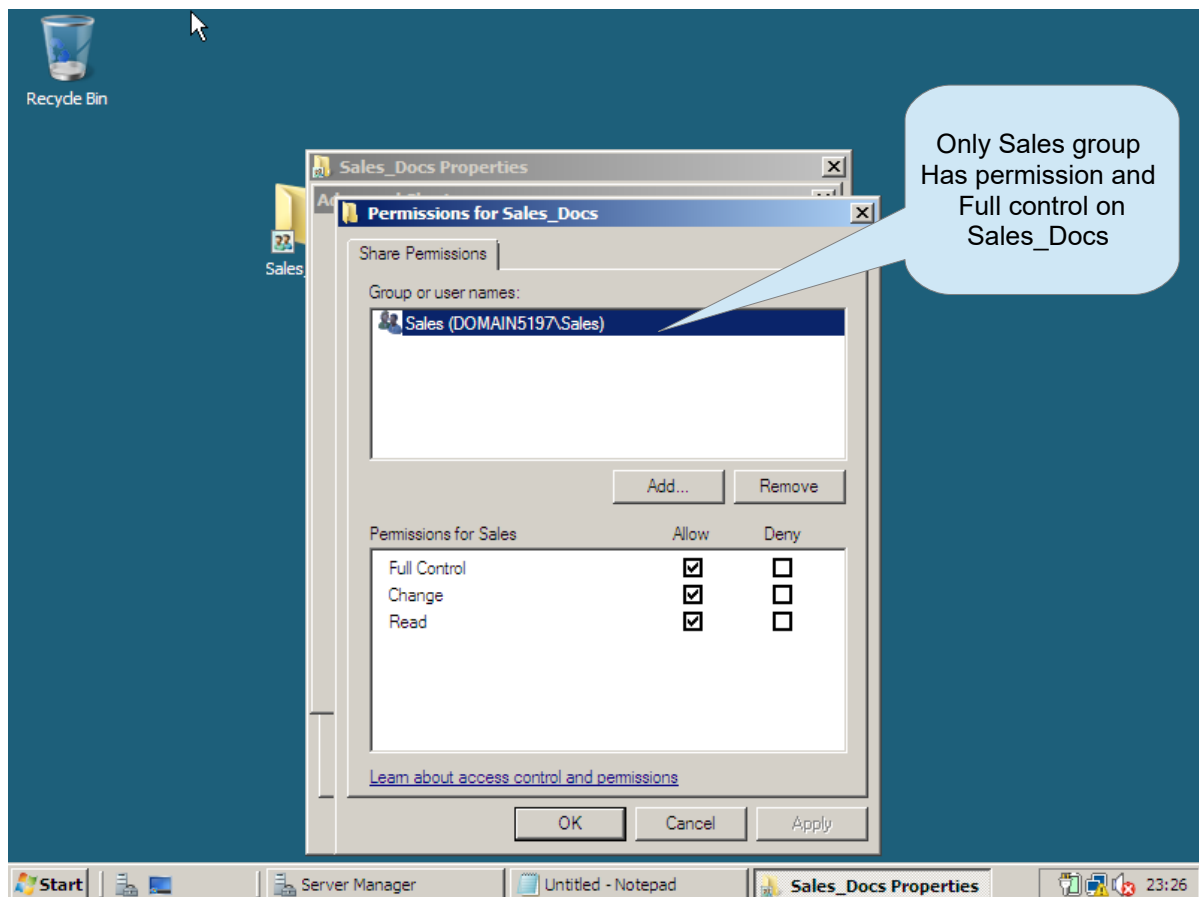 Recycle Bin
Only Sales group
Has permission and
Full control on
Sales_Docs
Sales_Docs Properties
Permissions for Sales_Docs
Share Permissions
Sales_
Group or user names:
Sales (DOMAIN5197\Sales)
Add... Remove
Permissions for Sales Allow Deny
Full Control
Change
Read
Learn about access control and permissions
OK Cancel Apply
Start Server Manager Untitled - Notepad Sales_Docs Properties 23:26